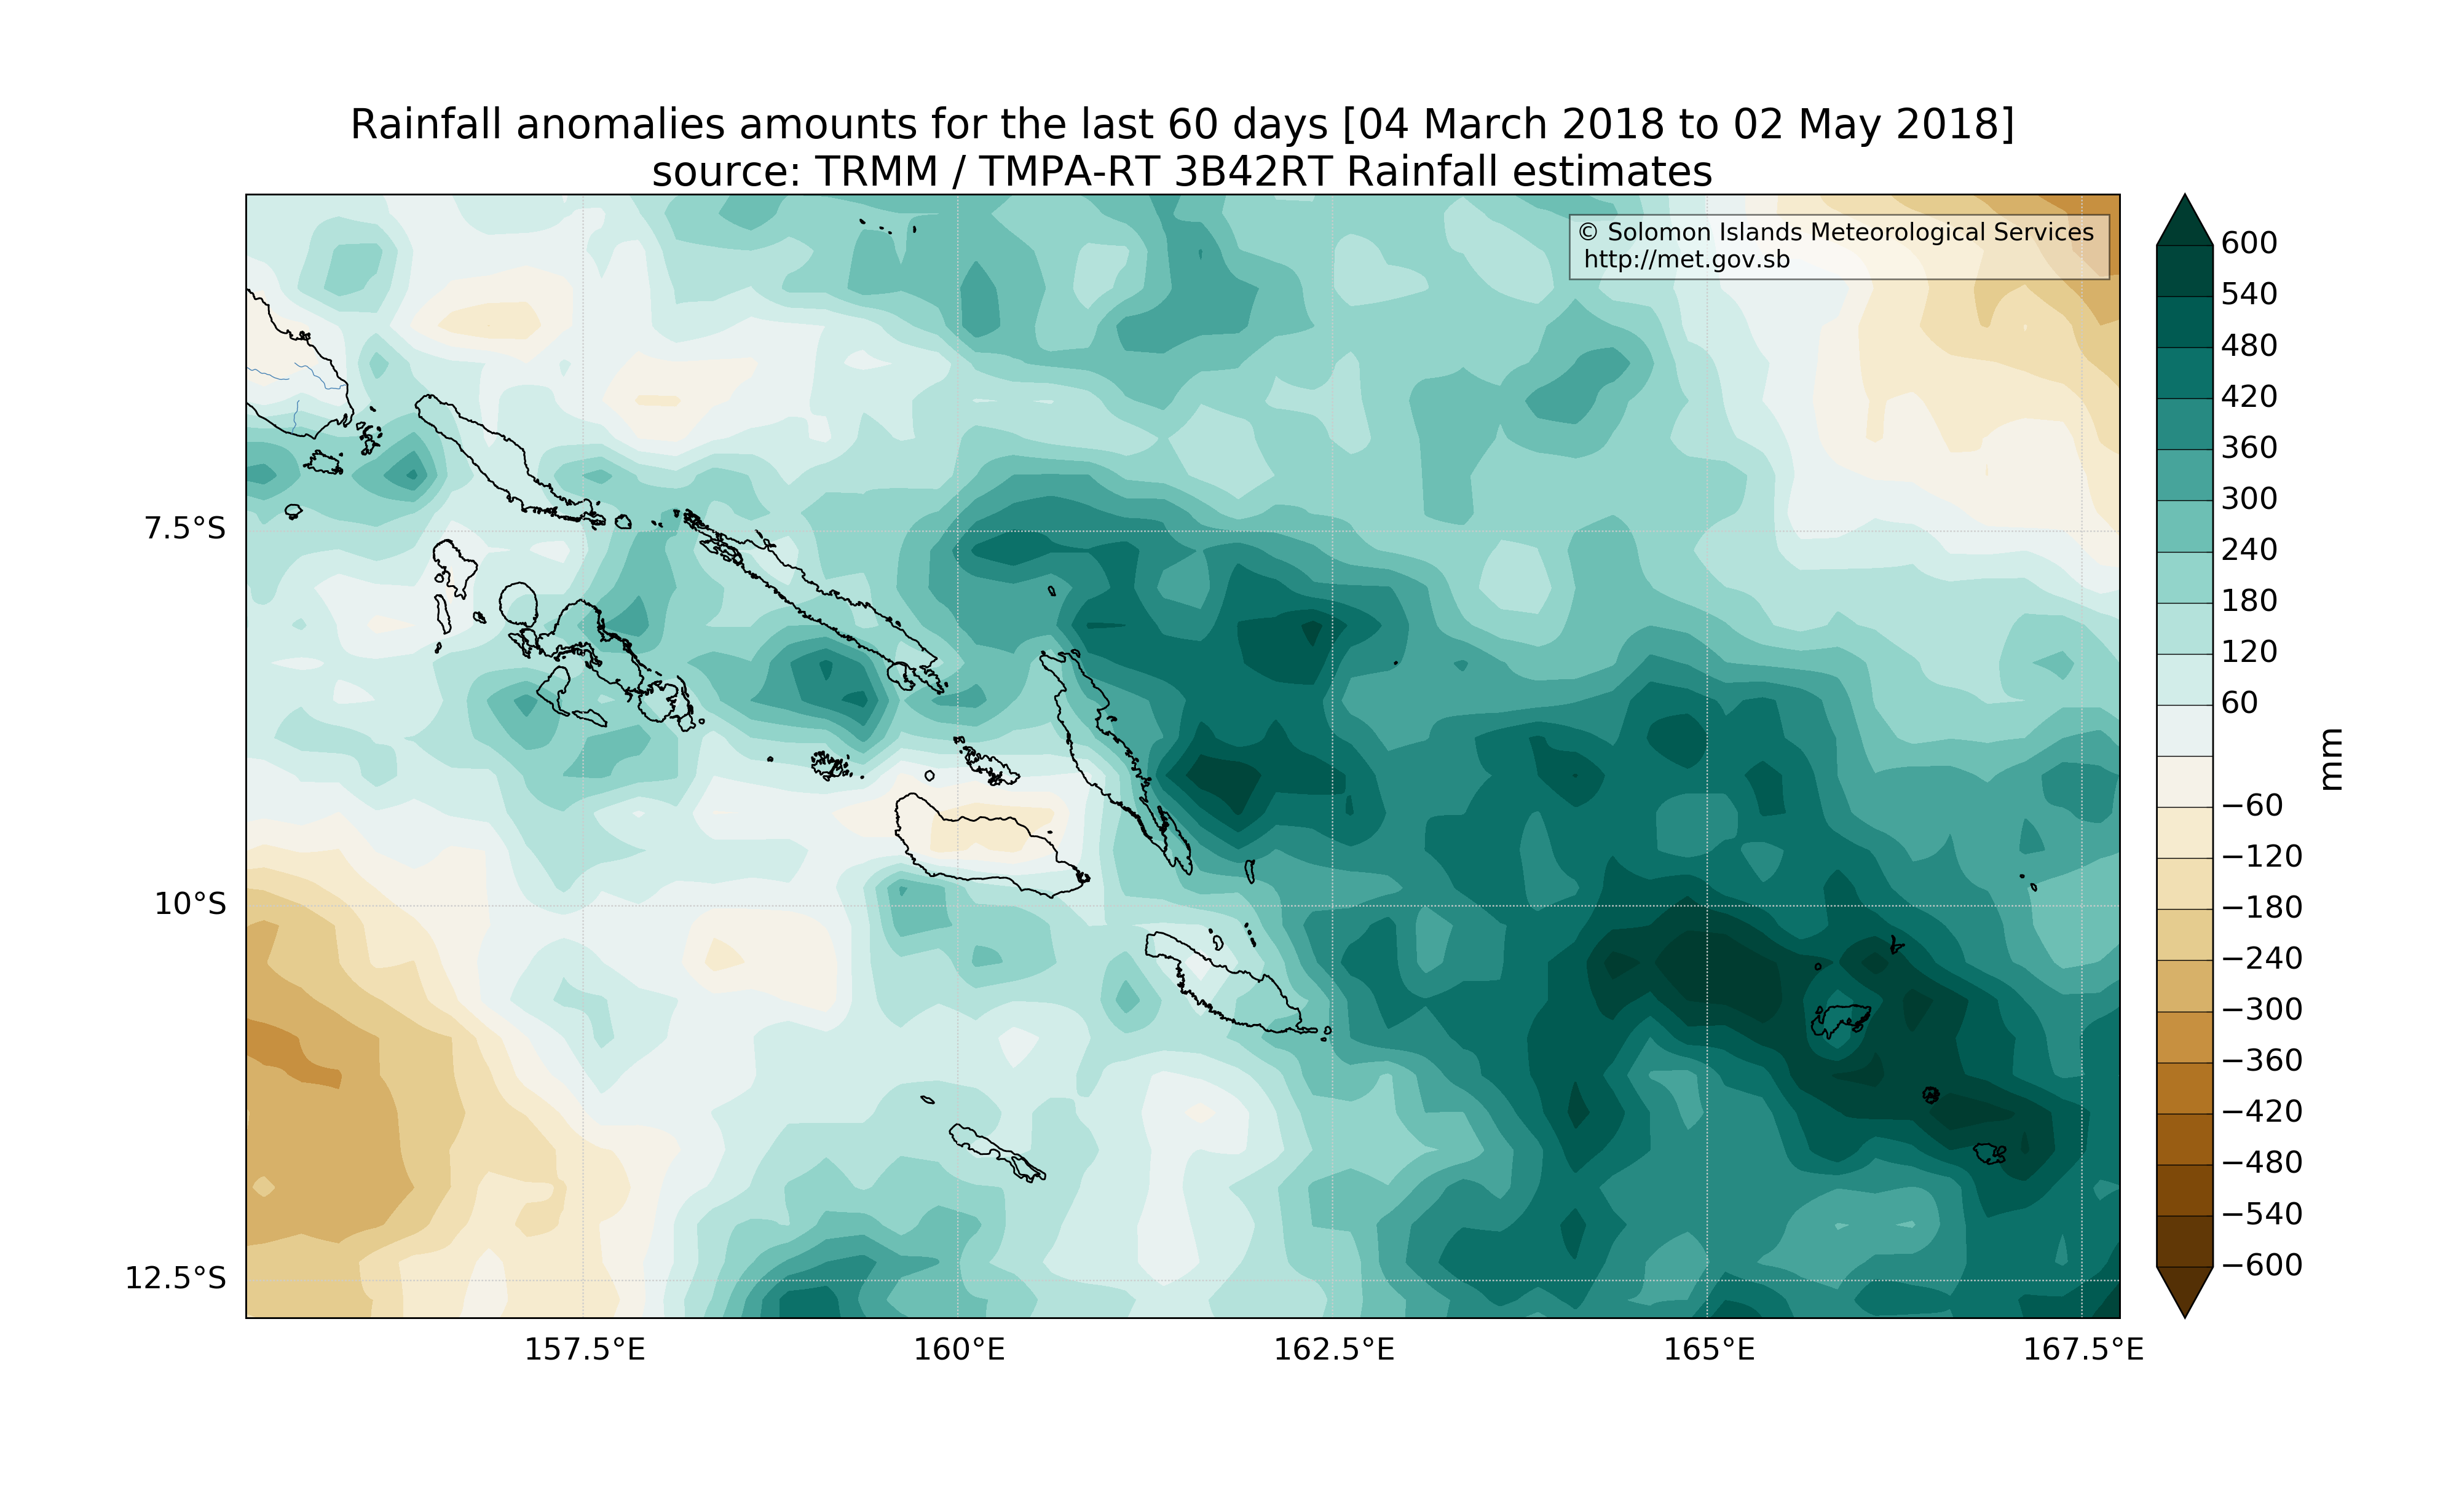 Rainfall anomalies amounts for the last 60 days [04 March 2018 to 02 May 2018]
source: TRMM / TMPA-RT 3B42RT Rainfall estimates
© Solomon Islands Meteorological Services
http://met.gov.sb
7.5°S
10°S
12.5°S
157.5°E
160°E
162.5°E
165°E
167.5°E
600
540
480
420
360
300
240
180
120
60
−60
−120
−180
−240
−300
−360
−420
−480
−540
−600
mm